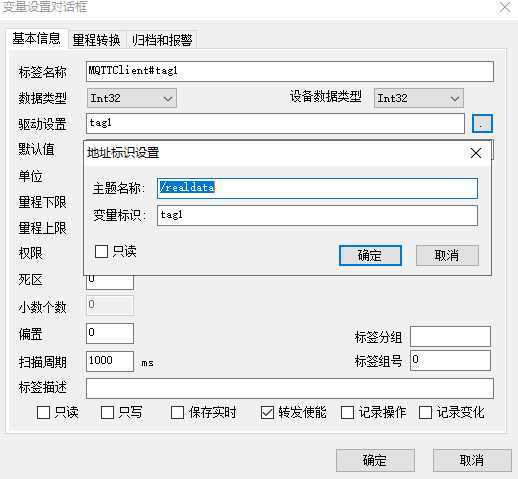 变量设置对话框
基本信息 量程转换 归档和报警
标签名称 MQTTClient#tag1
数据类型 Int32 设备数据类型 Int32
驱动设置 tag1 .
默认值
地址标识设置
主题名称: /realdata
变量标识: tag1
只读 确定 取消
单位
量程下限
量程上限
权限
死区 0
小数个数 0
偏置 0 标签分组
扫描周期 1000 ms 标签组号 0
标签描述
只读 只写 保存实时 转发使能 记录操作 记录变化
确定 取消